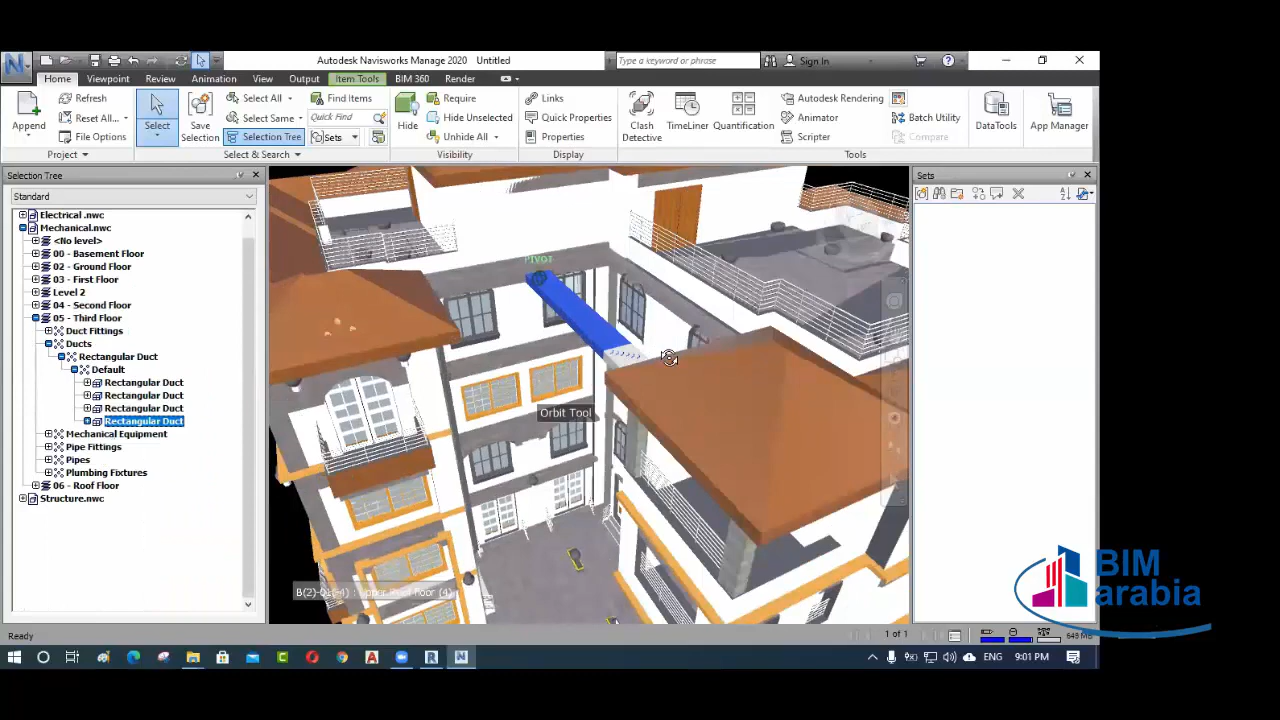 Autodesk Navisworks Manage 2020 Untitled
Type a keyword or phrase
Sign In
Home Viewpoint Review Animation View Output Item Tools BIM 360 Render
Append
Refresh
Reset All...
File Options
Project
Select
Save Selection
Select All
Select Same
Selection Tree
Find Items
Quick Find
Sets
Select & Search
Hide
Require
Hide Unselected
Unhide All
Visibility
Links
Quick Properties
Properties
Display
Clash Detective
TimeLiner
Quantification
Autodesk Rendering
Animator
Scripter
Batch Utility
Compare
Tools
DataTools
App Manager
Selection Tree
Standard
Electrical .nwc
Mechanical.nwc
<No level>
00 - Basement Floor
02 - Ground Floor
03 - First Floor
Level 2
04 - Second Floor
05 - Third Floor
Duct Fittings
Ducts
Rectangular Duct
Default
Rectangular Duct
Rectangular Duct
Rectangular Duct
Rectangular Duct
Mechanical Equipment
Pipe Fittings
Pipes
Plumbing Fixtures
06 - Roof Floor
Structure.nwc
PIVOT
Orbit Tool
Sets
Ready
1 of 1
ENG
9:01 PM
BIM
arabia